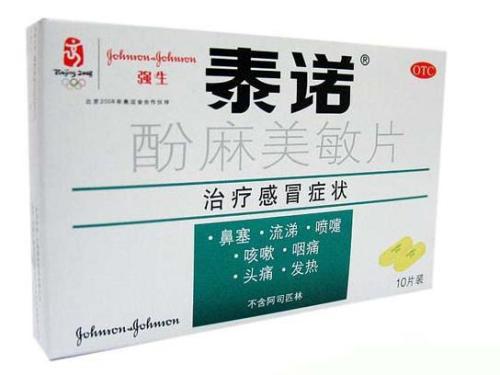 Beijing 2008
Johnson & Johnson
强生
北京2008年奥运会合作伙伴
泰诺®
OTC
酚麻美敏片
治疗感冒症状
·鼻塞·流涕·喷嚏
·咳嗽·咽痛
·头痛·发热
10片装
不含阿司匹林
Johnson & Johnson